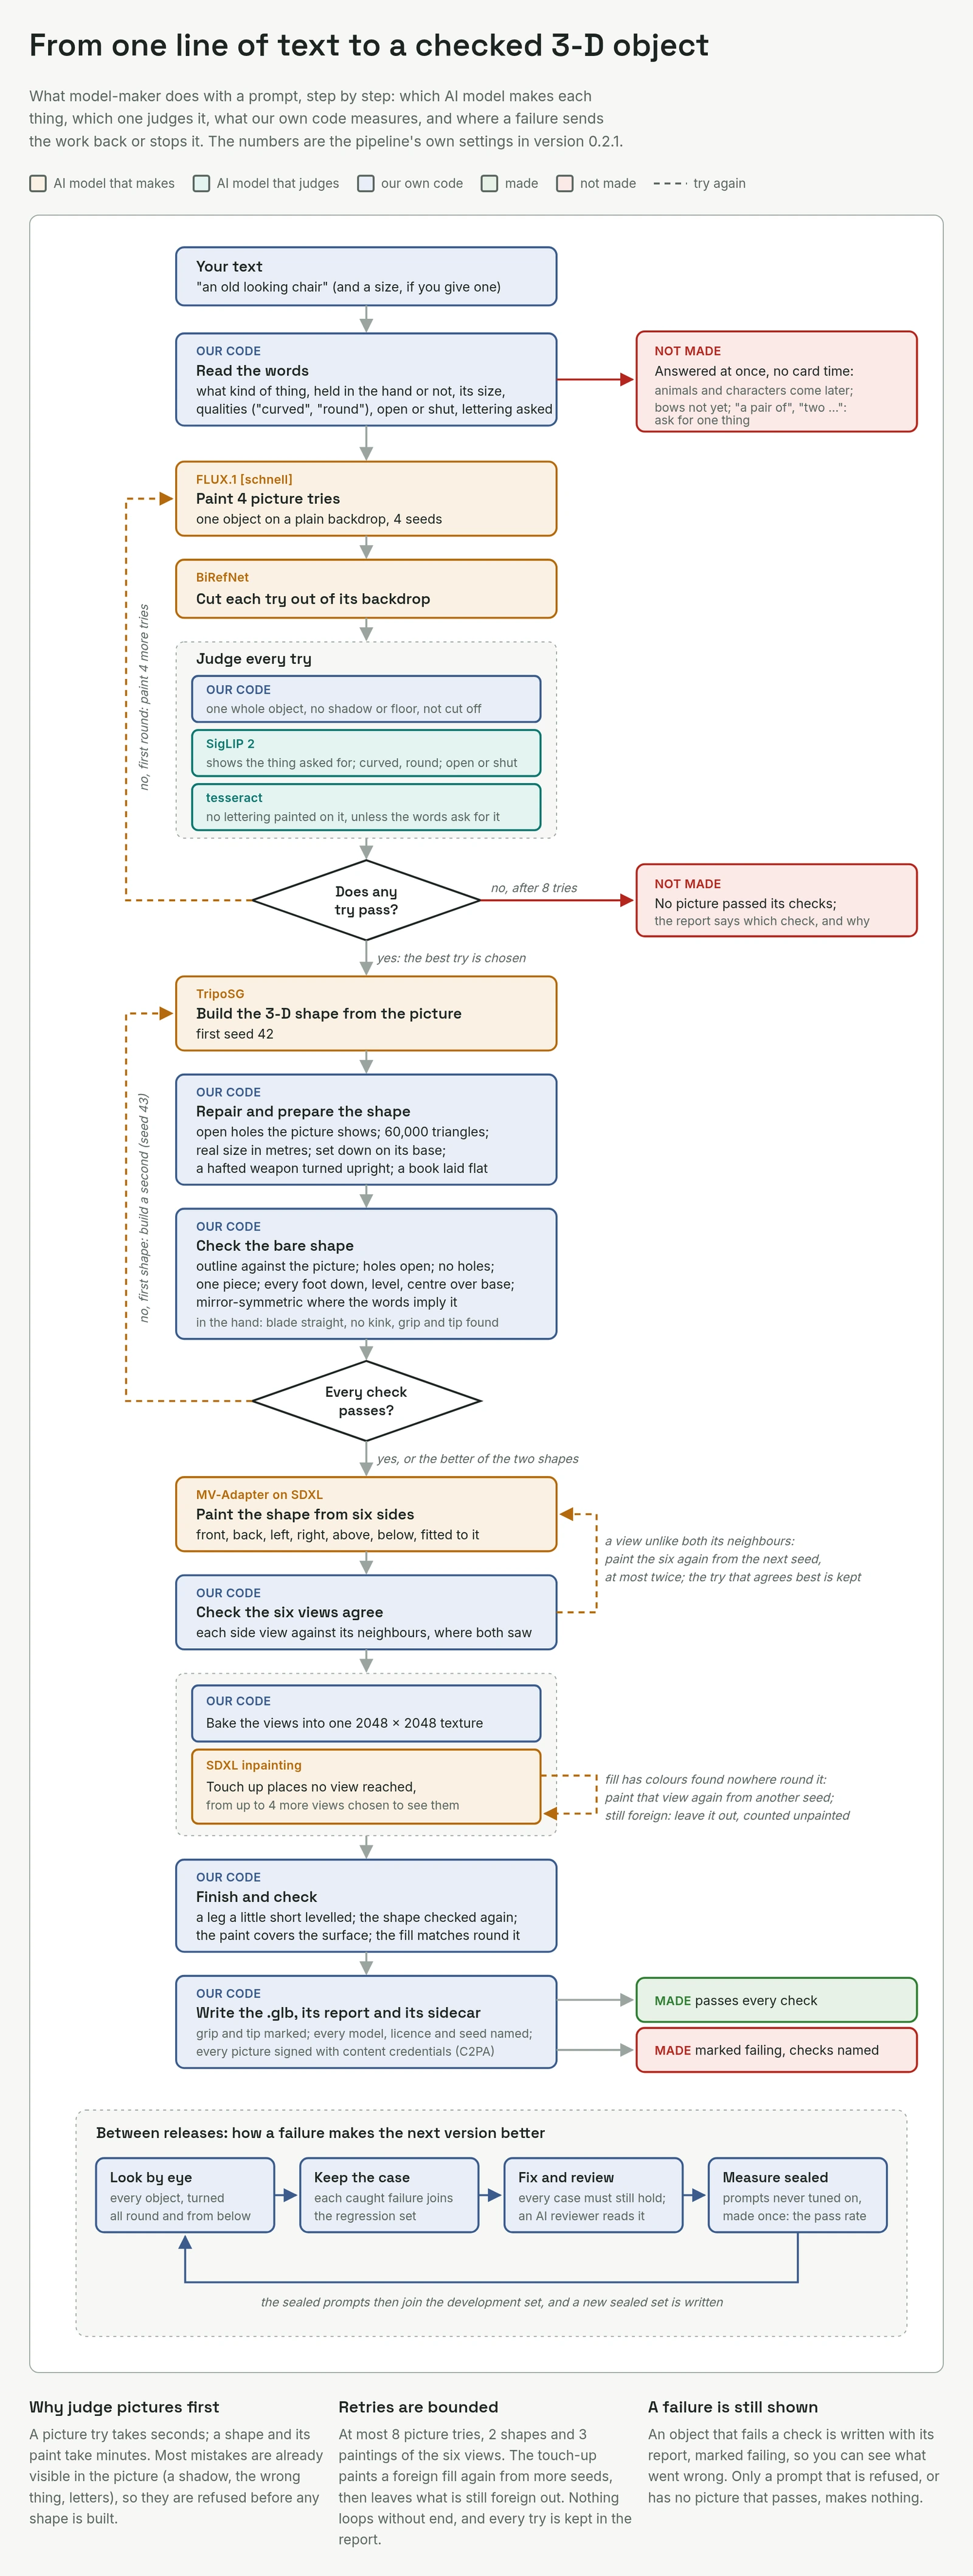 From one line of text to a checked 3-D object
What model-maker does with a prompt, step by step: which AI model makes each
thing, which one judges it, what our own code measures, and where a failure sends
the work back or stops it. The numbers are the pipeline's own settings in version 0.2.1.
AI model that makes
AI model that judges
our own code
made
not made
try again
Your text
"an old looking chair" (and a size, if you give one)
OUR CODE
Read the words
what kind of thing, held in the hand or not, its size,
qualities ("curved", "round"), open or shut, lettering asked
NOT MADE
Answered at once, no card time:
animals and characters come later;
bows not yet; "a pair of", "two ...":
ask for one thing
FLUX.1 [schnell]
Paint 4 picture tries
one object on a plain backdrop, 4 seeds
BiRefNet
Cut each try out of its backdrop
no, first round: paint 4 more tries
Judge every try
OUR CODE
one whole object, no shadow or floor, not cut off
SigLIP 2
shows the thing asked for; curved, round; open or shut
tesseract
no lettering painted on it, unless the words ask for it
Does any
try pass?
no, after 8 tries
NOT MADE
No picture passed its checks;
the report says which check, and why
yes: the best try is chosen
TripoSG
Build the 3-D shape from the picture
first seed 42
OUR CODE
Repair and prepare the shape
open holes the picture shows; 60,000 triangles;
real size in metres; set down on its base;
a hafted weapon turned upright; a book laid flat
no, first shape: build a second (seed 43)
OUR CODE
Check the bare shape
outline against the picture; holes open; no holes;
one piece; every foot down, level, centre over base;
mirror-symmetric where the words imply it
in the hand: blade straight, no kink, grip and tip found
Every check
passes?
yes, or the better of the two shapes
MV-Adapter on SDXL
Paint the shape from six sides
front, back, left, right, above, below, fitted to it
a view unlike both its neighbours:
paint the six again from the next seed,
at most twice; the try that agrees best is kept
OUR CODE
Check the six views agree
each side view against its neighbours, where both saw
OUR CODE
Bake the views into one 2048 × 2048 texture
SDXL inpainting
Touch up places no view reached,
from up to 4 more views chosen to see them
fill has colours found nowhere round it:
paint that view again from another seed;
still foreign: leave it out, counted unpainted
OUR CODE
Finish and check
a leg a little short levelled; the shape checked again;
the paint covers the surface; the fill matches round it
OUR CODE
Write the .glb, its report and its sidecar
grip and tip marked; every model, licence and seed named;
every picture signed with content credentials (C2PA)
MADE passes every check
MADE marked failing, checks named
Between releases: how a failure makes the next version better
Look by eye
every object, turned
all round and from below
Keep the case
each caught failure joins
the regression set
Fix and review
every case must still hold;
an AI reviewer reads it
Measure sealed
prompts never tuned on,
made once: the pass rate
the sealed prompts then join the development set, and a new sealed set is written
Why judge pictures first
A picture try takes seconds; a shape and its
paint take minutes. Most mistakes are already
visible in the picture (a shadow, the wrong
thing, letters), so they are refused before any
shape is built.
Retries are bounded
At most 8 picture tries, 2 shapes and 3
paintings of the six views. The touch-up
paints a foreign fill again from more seeds,
then leaves what is still foreign out. Nothing
loops without end, and every try is kept in the
report.
A failure is still shown
An object that fails a check is written with its
report, marked failing, so you can see what
went wrong. Only a prompt that is refused, or
has no picture that passes, makes nothing.